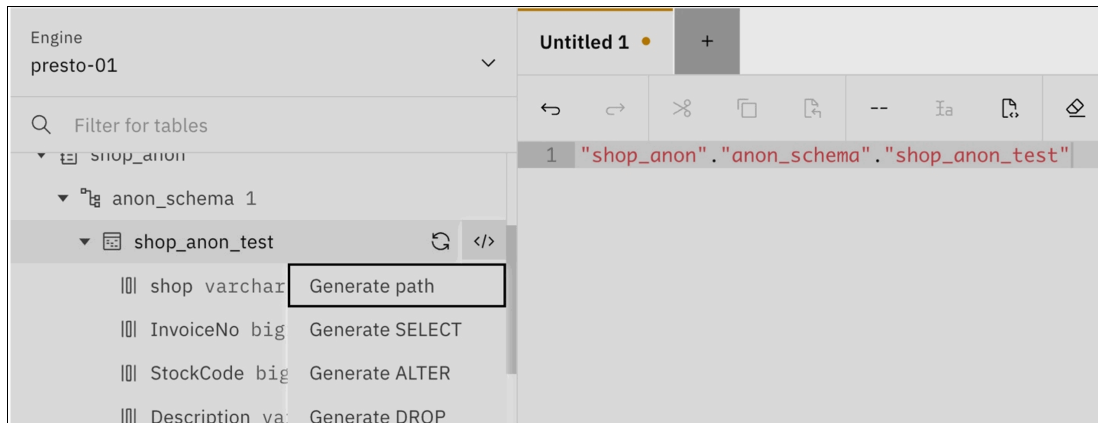 Engine
presto-01
Filter for tables
shop_anon
anon_schema 1
shop_anon_test
</>
shop varchar
InvoiceNo big
StockCode big
Description va
Generate path
Generate SELECT
Generate ALTER
Generate DROP
Untitled 1
+
--
Ia
1 "shop_anon"."anon_schema"."shop_anon_test"